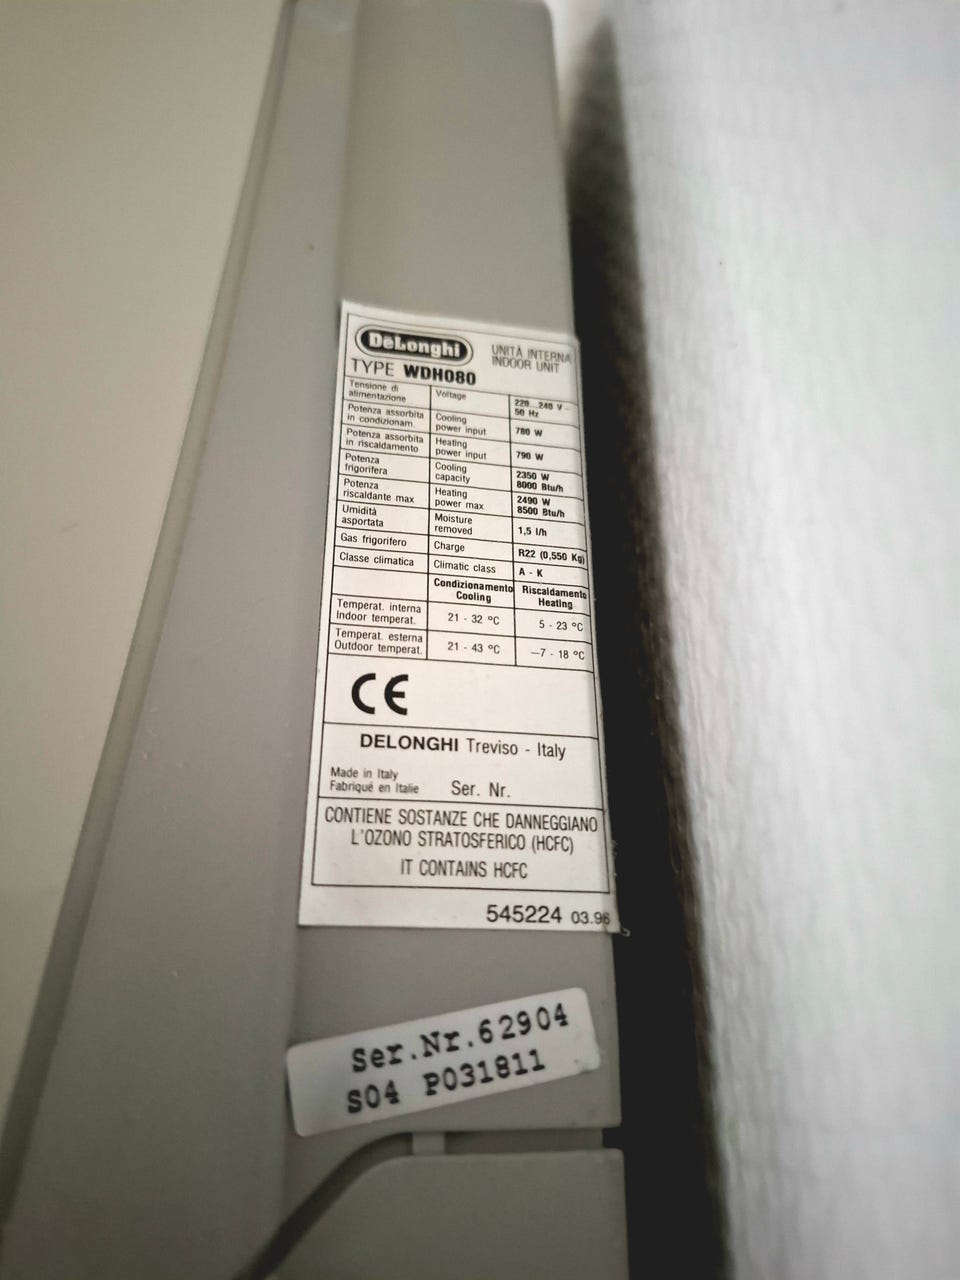 DeLonghi
UNITÀ INTERNA
INDOOR UNIT
TYPE WDH080
Tensione di alimentazione Voltage 220...240 V - 50 Hz
Potenza assorbita in condizionam. Cooling power input 780 W
Potenza assorbita in riscaldamento Heating power input 790 W
Potenza frigorifera Cooling capacity 2350 W 8000 Btu/h
Potenza riscaldante max Heating power max 2490 W 8500 Btu/h
Umidità asportata Moisture removed 1,5 l/h
Gas frigorifero Charge R22 (0,550 Kg)
Classe climatica Climatic class A - K
Condizionamento Cooling Riscaldamento Heating
Temperat. interna Indoor temperat. 21 - 32 ºC 5 - 23 ºC
Temperat. esterna Outdoor temperat. 21 - 43 ºC –7 - 18 ºC
CE
DELONGHI Treviso - Italy
Made in Italy
Fabriqué en Italie Ser. Nr.
CONTIENE SOSTANZE CHE DANNEGGIANO
L'OZONO STRATOSFERICO (HCFC)
IT CONTAINS HCFC
545224 03.96
Ser.Nr.62904
S04 P031811